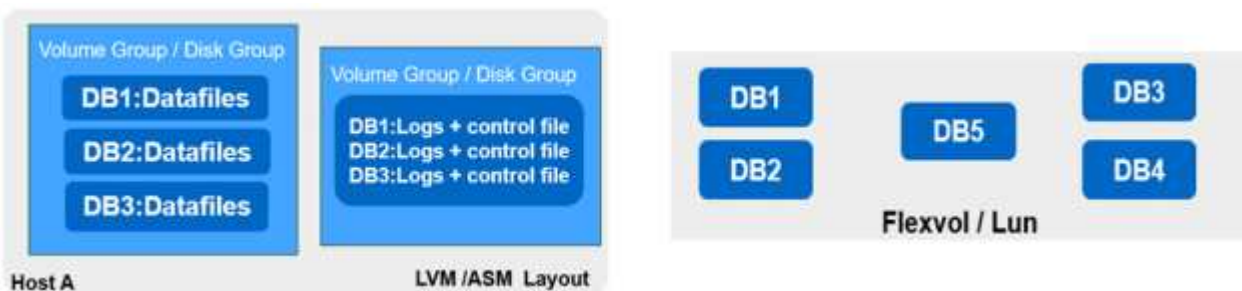 Volume Group / Disk Group
DB1:Datafiles
DB2:Datafiles
DB3:Datafiles
Volume Group / Disk Group
DB1:Logs + control file
DB2:Logs + control file
DB3:Logs + control file
Host A
LVM /ASM Layout
DB1
DB2
DB5
DB3
DB4
Flexvol / Lun